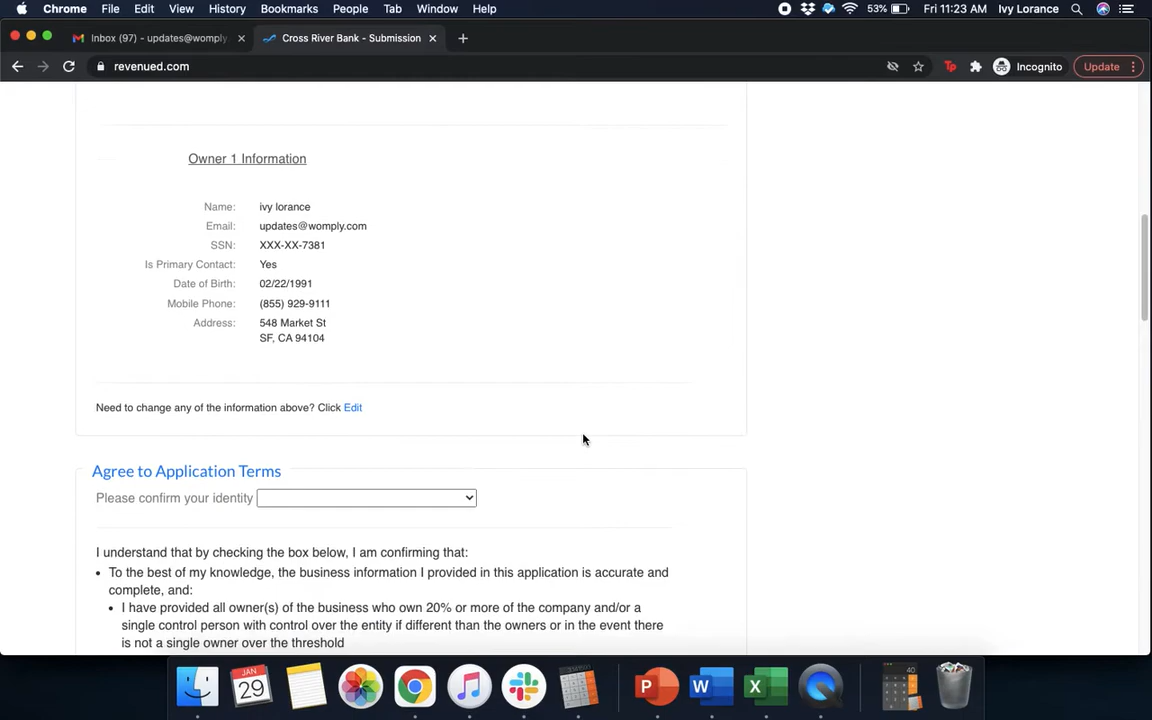 Chrome File Edit View History Bookmarks People Tab Window Help 53% Fri 11:23 AM Ivy Lorance
Inbox (97) - updates@womply. Cross River Bank - Submission
revenued.com Incognito Update
Owner 1 Information
Name: ivy lorance
Email: updates@womply.com
SSN: XXX-XX-7381
Is Primary Contact: Yes
Date of Birth: 02/22/1991
Mobile Phone: (855) 929-9111
Address: 548 Market St
SF, CA 94104
Need to change any of the information above? Click Edit
Agree to Application Terms
Please confirm your identity
I understand that by checking the box below, I am confirming that:
• To the best of my knowledge, the business information I provided in this application is accurate and
complete, and:
• I have provided all owner(s) of the business who own 20% or more of the company and/or a
single control person with control over the entity if different than the owners or in the event there
is not a single owner over the threshold
JAN
29
P W X 40